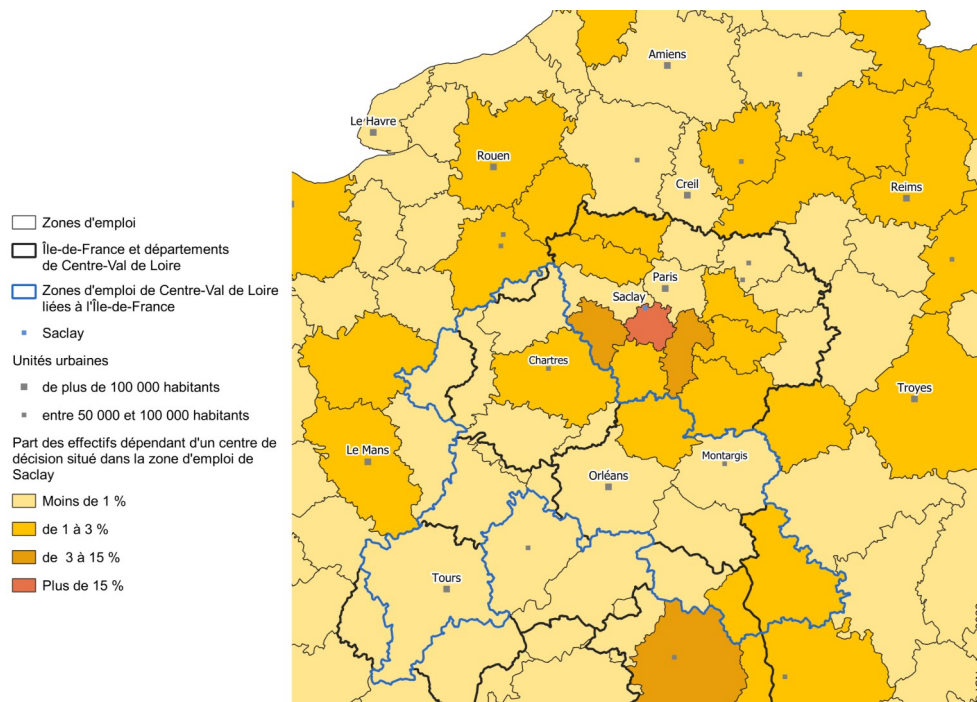 Amiens
Le Havre
Rouen
Creil
Reims
Paris
Saclay
Chartres
Troyes
Le Mans
Montargis
Orléans
Tours
Zones d'emploi
Île-de-France et départements
de Centre-Val de Loire
Zones d'emploi de Centre-Val de Loire
liées à l'Île-de-France
Saclay
Unités urbaines
de plus de 100 000 habitants
entre 50 000 et 100 000 habitants
Part des effectifs dépendant d'un centre de
décision situé dans la zone d'emploi de
Saclay
Moins de 1 %
de 1 à 3 %
de 3 à 15 %
Plus de 15 %